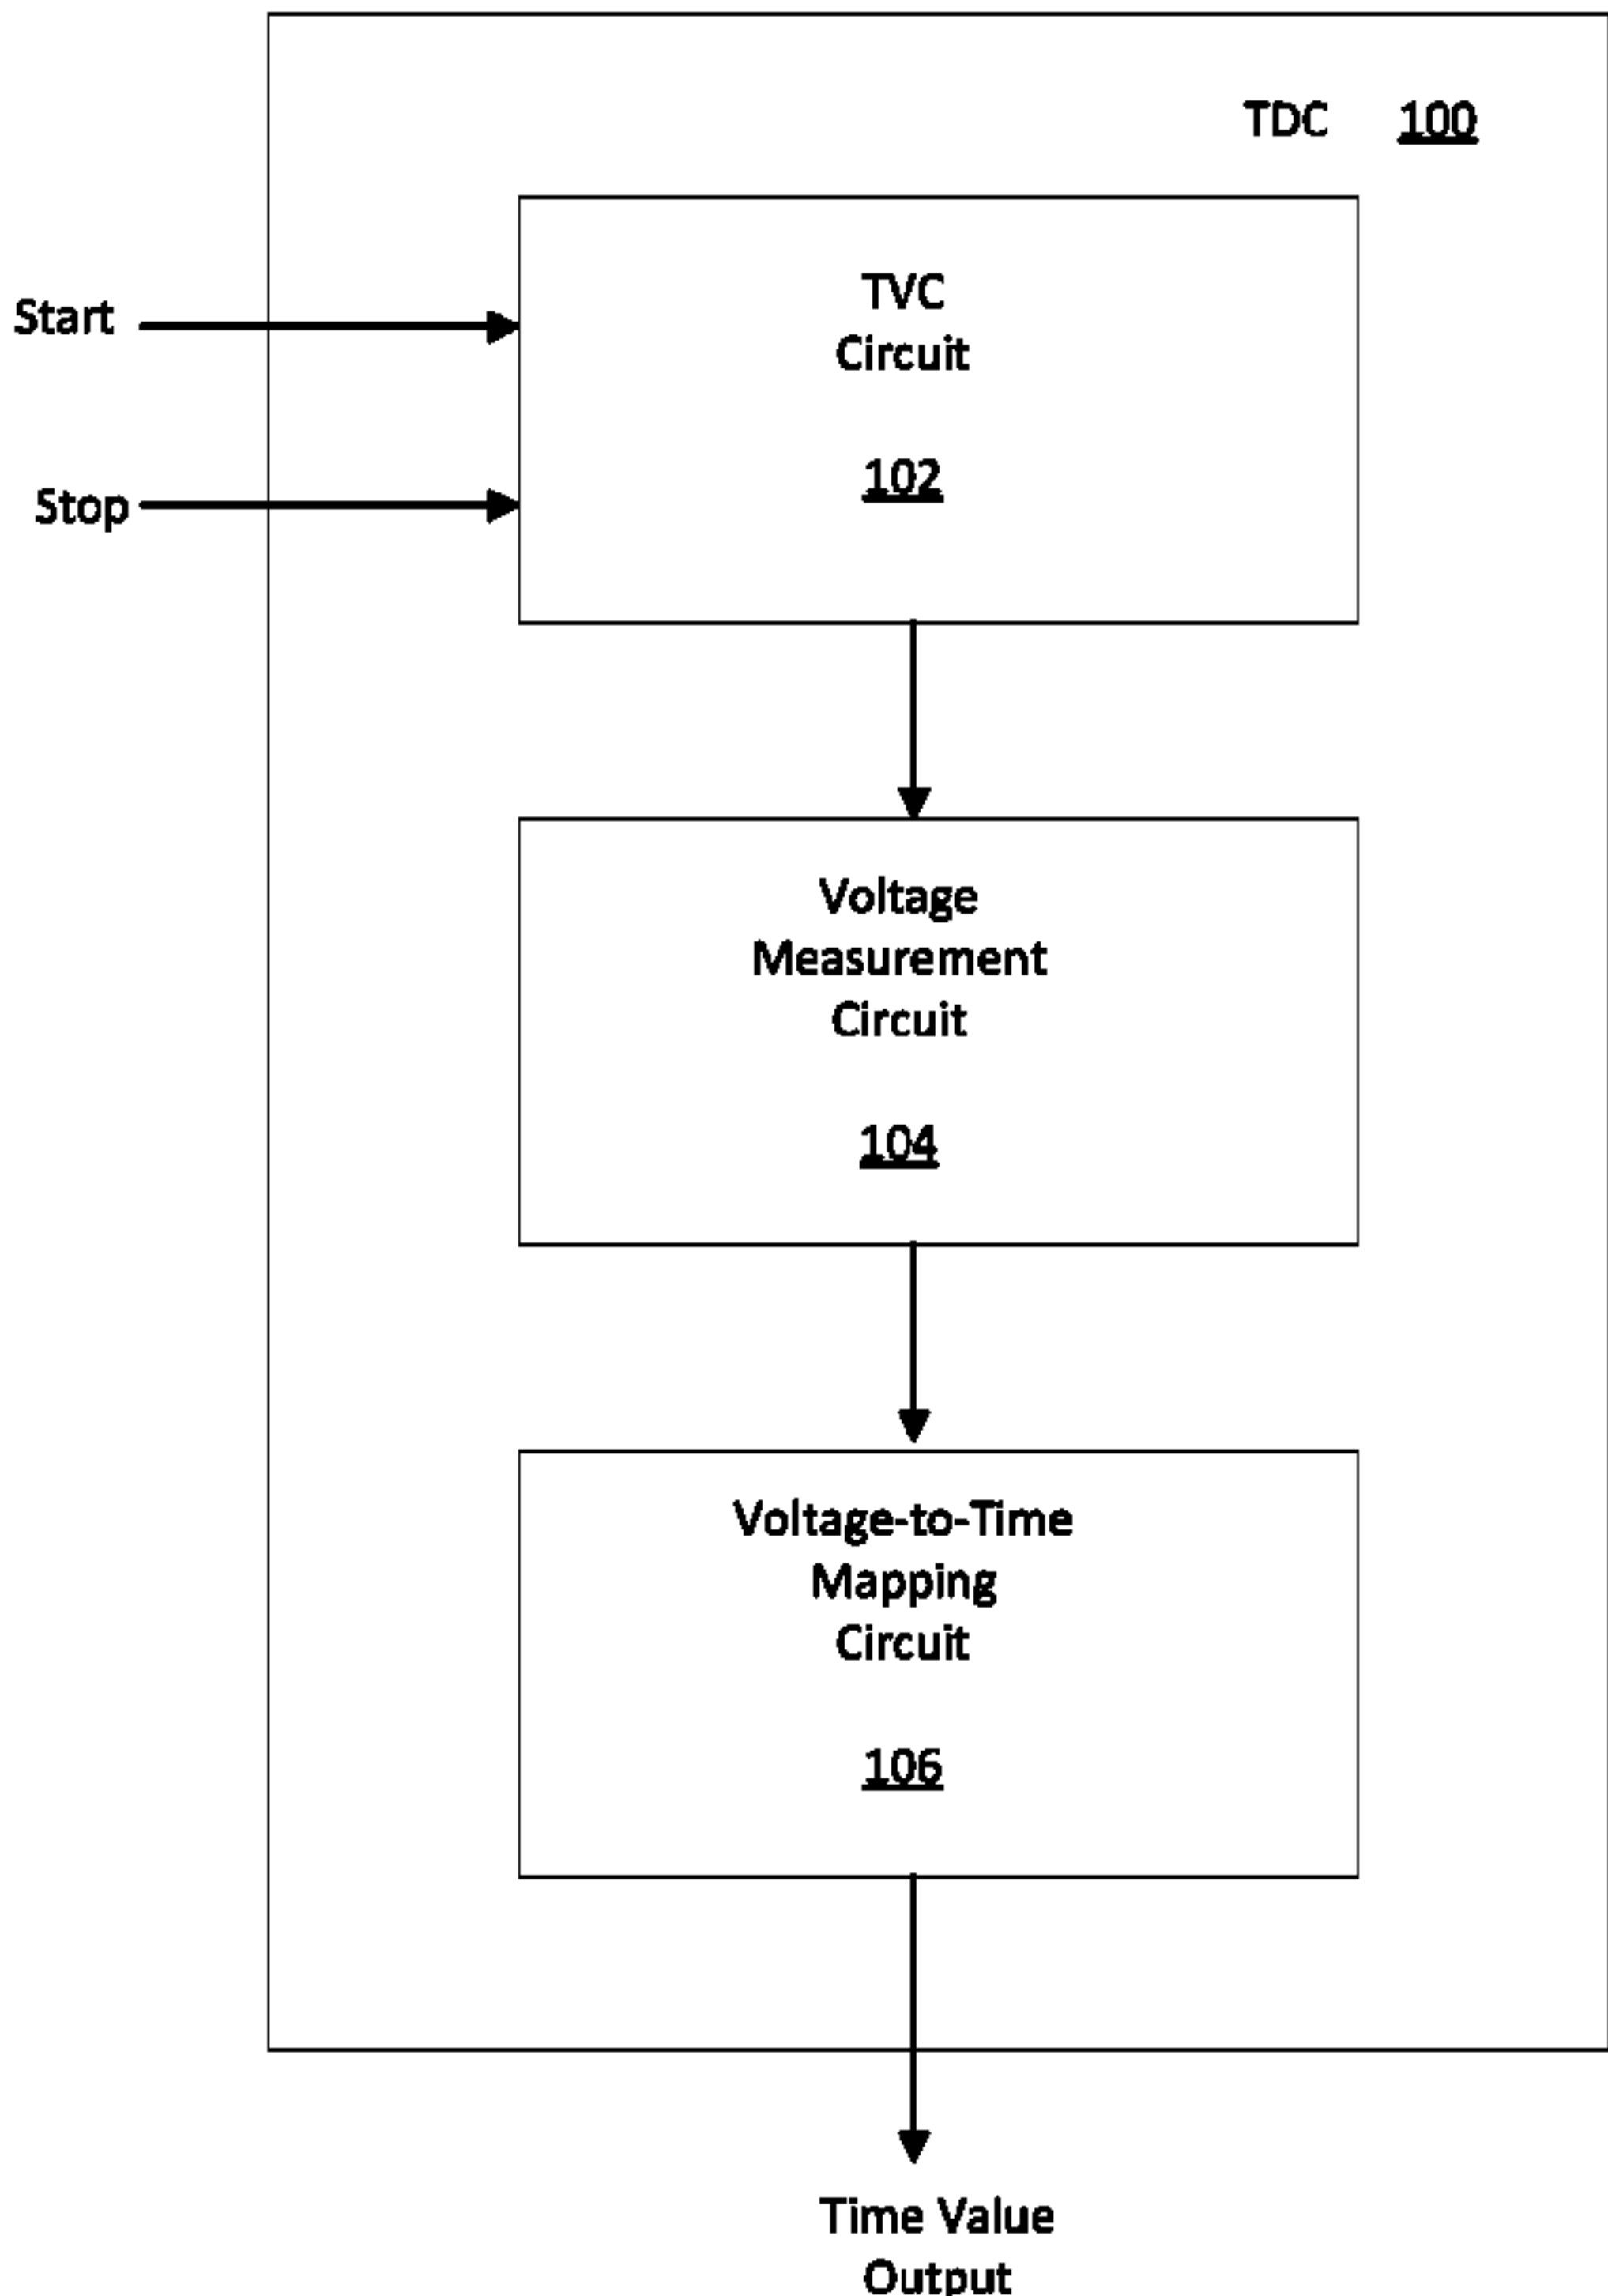 TDC 100
TVC
Circuit
102
Start
Stop
Voltage
Measurement
Circuit
104
Voltage-to-Time
Mapping
Circuit
106
Time Value
Output